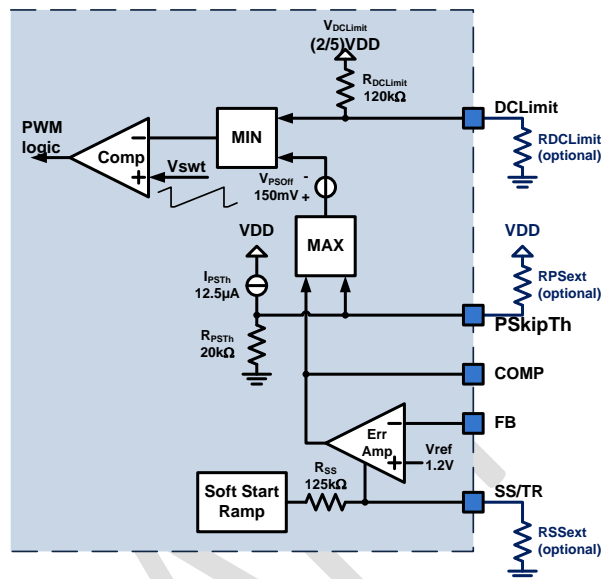 VDCLimit
(2/5)VDD
RDCLimit
120kΩ
DCLimit
RDCLimit
(optional)
PWM
logic
Comp
MIN
Vswt
VPSOff
150mV
VDD
MAX
VDD
IPSTh
12.5µA
RPSext
(optional)
PSkipTh
RPSTh
20kΩ
COMP
FB
Err
Amp
Vref
1.2V
Soft Start
Ramp
RSS
125kΩ
SS/TR
RSSext
(optional)